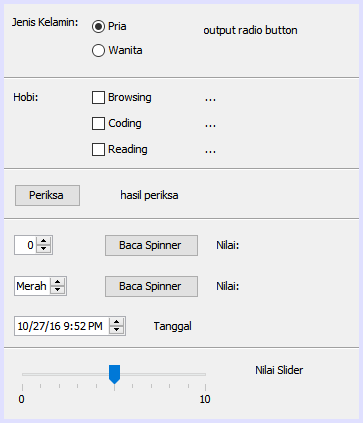 Jenis Kelamin: Pria output radio button
Wanita
Hobi: Browsing ...
Coding ...
Reading ...
Periksa hasil periksa
0 Baca Spinner Nilai:
Merah Baca Spinner Nilai:
10/27/16 9:52 PM Tanggal
Nilai Slider
0 10